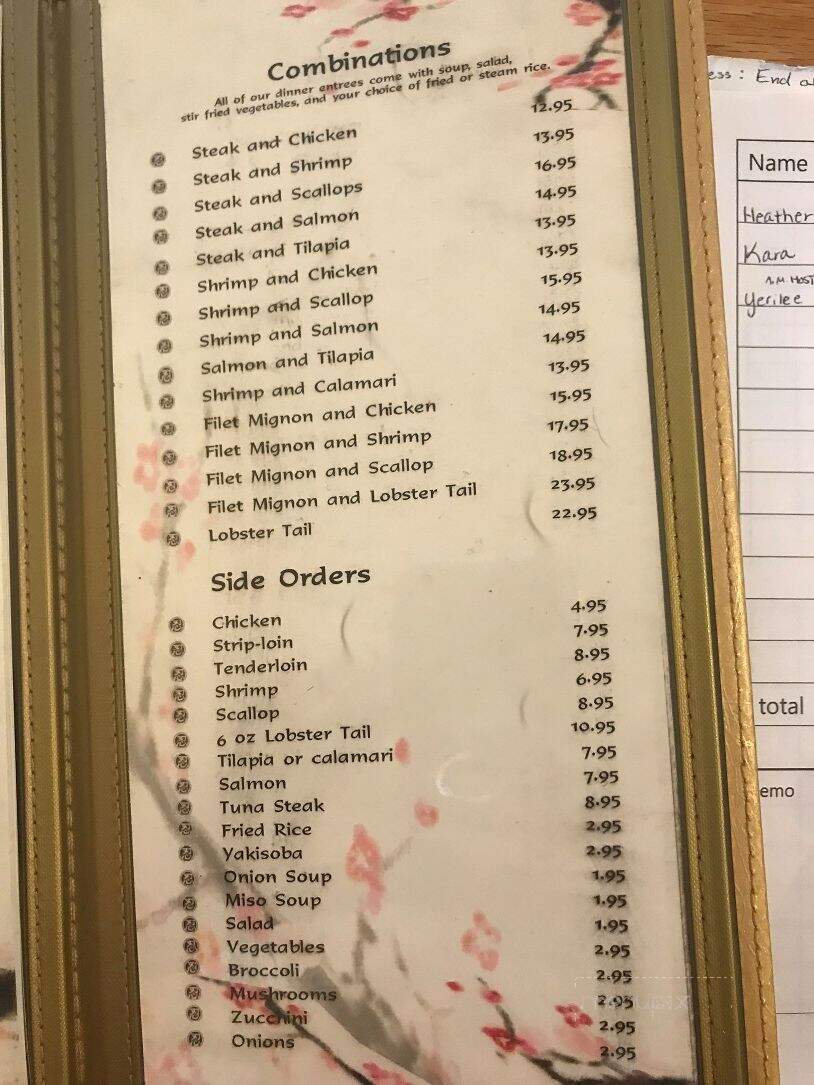 Combinations
All of our dinner entrees come with soup, salad,
stir fried vegetables, and your choice of fried or steam rice.
Steak and Chicken 12.95
Steak and Shrimp 13.95
Steak and Scallops 16.95
Steak and Salmon 14.95
Steak and Tilapia 13.95
Shrimp and Chicken 13.95
Shrimp and Scallop 15.95
Shrimp and Salmon 14.95
Salmon and Tilapia 14.95
Shrimp and Calamari 13.95
Filet Mignon and Chicken 15.95
Filet Mignon and Shrimp 17.95
Filet Mignon and Scallop 18.95
Filet Mignon and Lobster Tail 23.95
Lobster Tail 22.95
Side Orders
Chicken 4.95
Strip-loin 7.95
Tenderloin 8.95
Shrimp 6.95
Scallop 8.95
6 oz Lobster Tail 10.95
Tilapia or calamari 7.95
Salmon 7.95
Tuna Steak 8.95
Fried Rice 2.95
Yakisoba 2.95
Onion Soup 1.95
Miso Soup 1.95
Salad 1.95
Vegetables 2.95
Broccoli 2.95
Mushrooms 2.95
Zucchini 2.95
Onions 2.95
ess: End
Name
Heather
Kara
A.M. HOST
Yerilee
total
emo